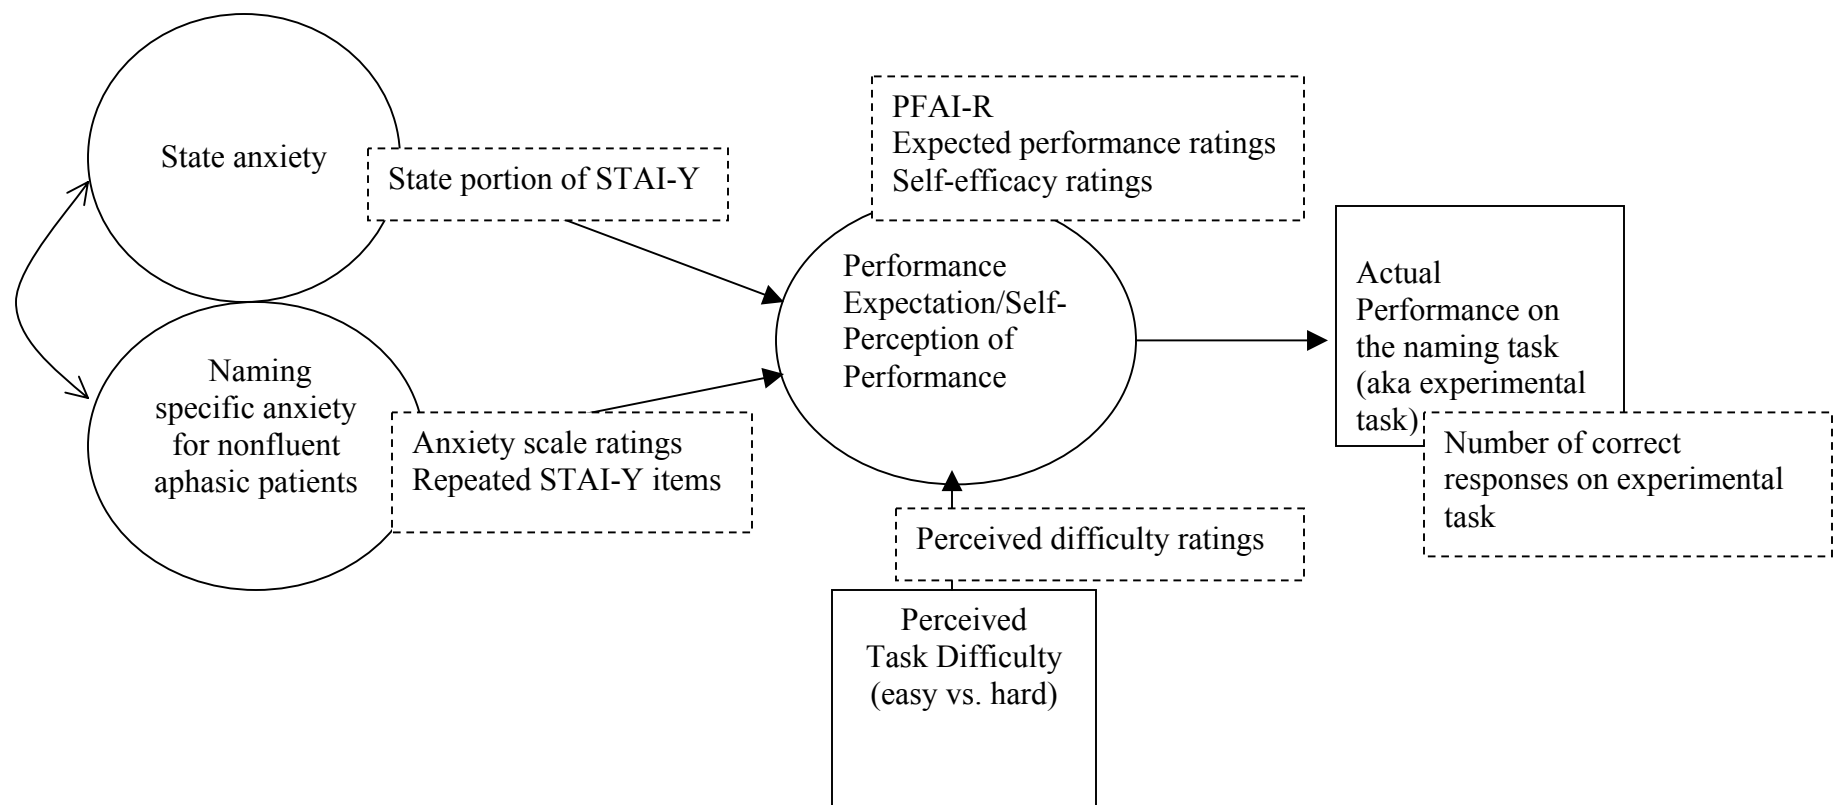 State anxiety
State portion of STAI-Y
Naming
specific anxiety
for nonfluent
aphasic patients
Anxiety scale ratings
Repeated STAI-Y items
PFAI-R
Expected performance ratings
Self-efficacy ratings
Performance
Expectation/Self-
Perception of
Performance
Perceived difficulty ratings
Perceived
Task Difficulty
(easy vs. hard)
Actual
Performance on
the naming task
(aka experimental
task)
Number of correct
responses on experimental
task